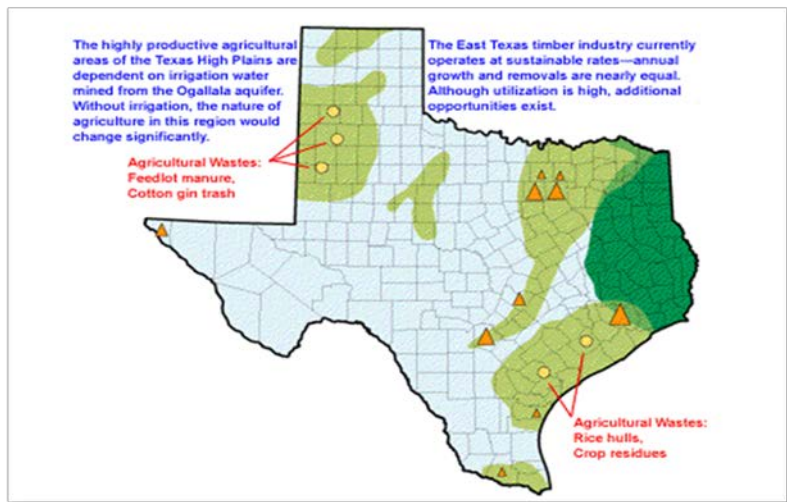 The highly productive agricultural
areas of the Texas High Plains are
dependent on irrigation water
mined from the Ogallala aquifer.
Without irrigation, the nature of
agriculture in this region would
change significantly.
Agricultural Wastes:
Feedlot manure,
Cotton gin trash
The East Texas timber industry currently
operates at sustainable rates—annual
growth and removals are nearly equal.
Although utilization is high, additional
opportunities exist.
Agricultural Wastes:
Rice hulls,
Crop residues